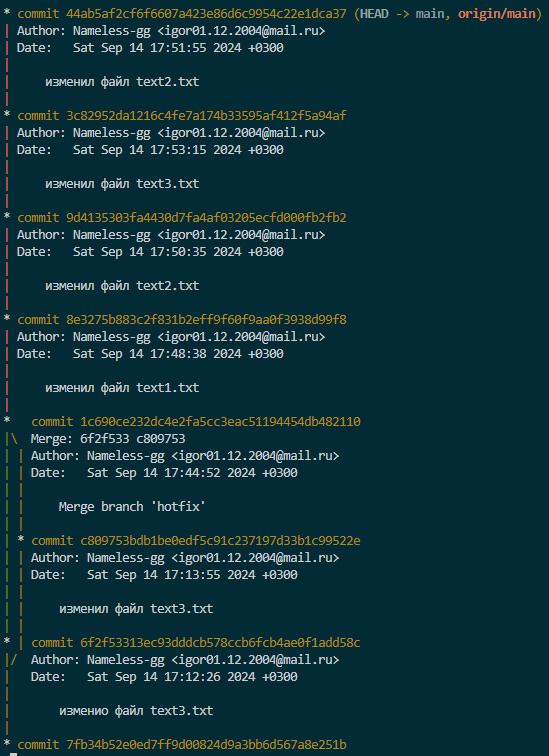 * commit 44ab5af2cf6f6607a423e86d6c9954c22e1dca37 (HEAD -> main, origin/main)
| Author: Nameless-gg <igor01.12.2004@mail.ru>
| Date:   Sat Sep 14 17:51:55 2024 +0300
|
|     изменил файл text2.txt
|
* commit 3c82952da1216c4fe7a174b33595af412f5a94af
| Author: Nameless-gg <igor01.12.2004@mail.ru>
| Date:   Sat Sep 14 17:53:15 2024 +0300
|
|     изменил файл text3.txt
|
* commit 9d4135303fa4430d7fa4af03205ecfd000fb2fb2
| Author: Nameless-gg <igor01.12.2004@mail.ru>
| Date:   Sat Sep 14 17:50:35 2024 +0300
|
|     изменил файл text2.txt
|
* commit 8e3275b883c2f831b2eff9f60f9aa0f3938d99f8
| Author: Nameless-gg <igor01.12.2004@mail.ru>
| Date:   Sat Sep 14 17:48:38 2024 +0300
|
|     изменил файл text1.txt
|
*   commit 1c690ce232dc4e2fa5cc3eac51194454db482110
|\  Merge: 6f2f533 c809753
| | Author: Nameless-gg <igor01.12.2004@mail.ru>
| | Date:   Sat Sep 14 17:44:52 2024 +0300
| |
| |     Merge branch 'hotfix'
| |
| * commit c809753bdb1be0edf5c91c237197d33b1c99522e
| | Author: Nameless-gg <igor01.12.2004@mail.ru>
| | Date:   Sat Sep 14 17:13:55 2024 +0300
| |
| |     изменил файл text3.txt
| |
* | commit 6f2f53313ec93dddcb578ccb6fcb4ae0f1add58c
|/  Author: Nameless-gg <igor01.12.2004@mail.ru>
|   Date:   Sat Sep 14 17:12:26 2024 +0300
|
|       изменио файл text3.txt
|
* commit 7fb34b52e0ed7ff9d00824d9a3bb6d567a8e251b